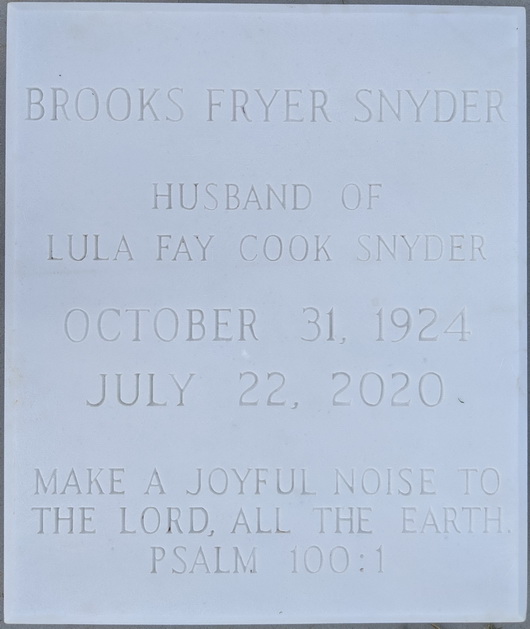 BROOKS FRYER SNYDER
HUSBAND OF
LULA FAY COOK SNYDER
OCTOBER 31, 1924
JULY 22, 2020
MAKE A JOYFUL NOISE TO
THE LORD, ALL THE EARTH.
PSALM 100:1